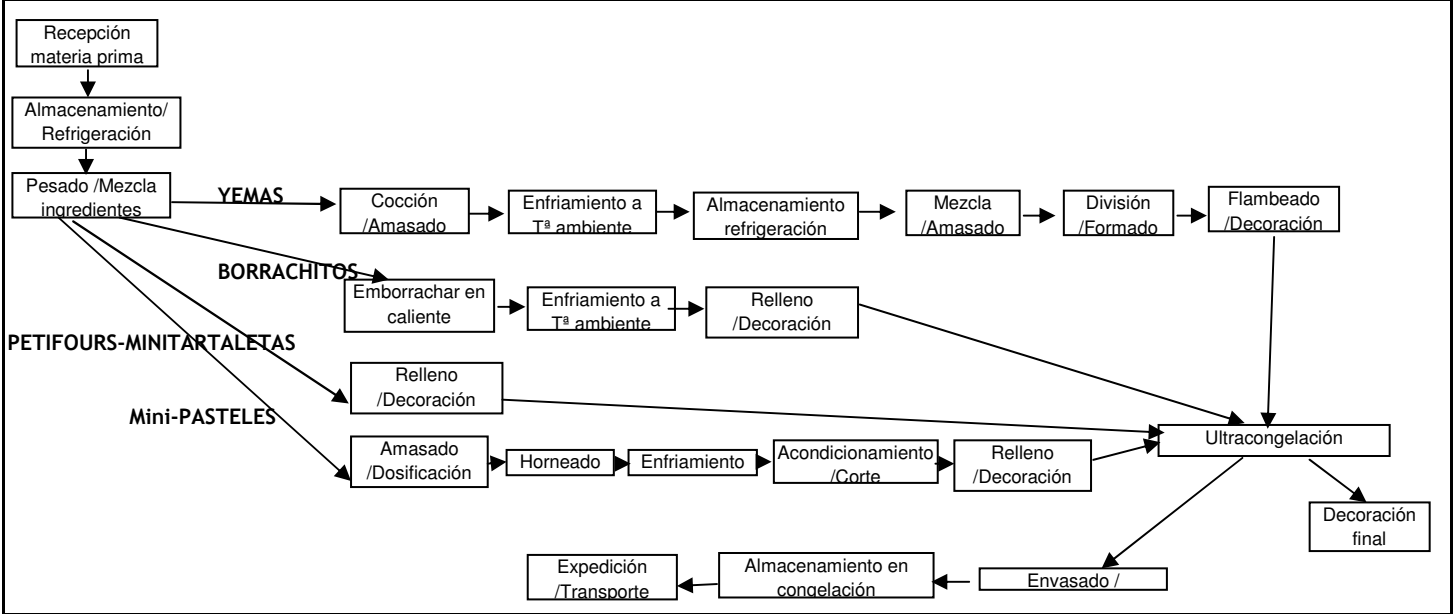 Recepción
materia prima
Almacenamiento/
Refrigeración
Pesado /Mezcla
ingredientes
YEMAS
Cocción
/Amasado
Enfriamiento a
Tª ambiente
Almacenamiento
refrigeración
Mezcla
/Amasado
División
/Formado
Flambeado
/Decoración
BORRACHITOS
Emborrachar en
caliente
Enfriamiento a
Tª ambiente
Relleno
/Decoración
PETIFOURS-MINITARTALETAS
Relleno
/Decoración
Mini-PASTELES
Amasado
/Dosificación
Horneado
Enfriamiento
Acondicionamiento
/Corte
Relleno
/Decoración
Ultracongelación
Decoración
final
Envasado /
Almacenamiento en
congelación
Expedición
/Transporte